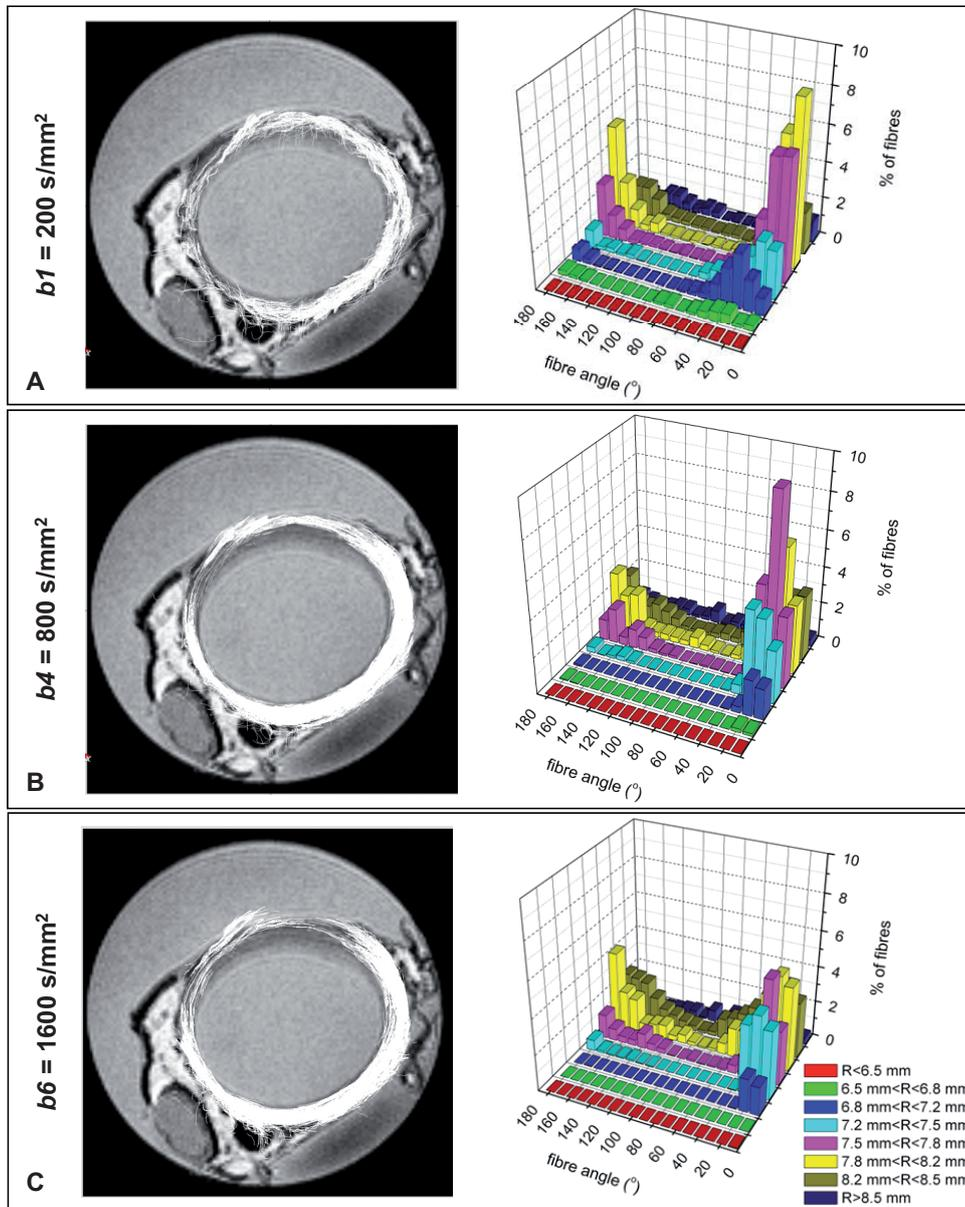 b1 = 200 s/mm²
A
10
8
6
4
2
0
% of fibres
180
160
140
120
100
80
60
40
20
0
fibre angle (°)
b4 = 800 s/mm²
B
10
8
6
4
2
0
% of fibres
180
160
140
120
100
80
60
40
20
0
fibre angle (°)
b6 = 1600 s/mm²
C
10
8
6
4
2
0
% of fibres
180
160
140
120
100
80
60
40
20
0
fibre angle (°)
R<6.5 mm
6.5 mm<R<6.8 mm
6.8 mm<R<7.2 mm
7.2 mm<R<7.5 mm
7.5 mm<R<7.8 mm
7.8 mm<R<8.2 mm
8.2 mm<R<8.5 mm
R>8.5 mm